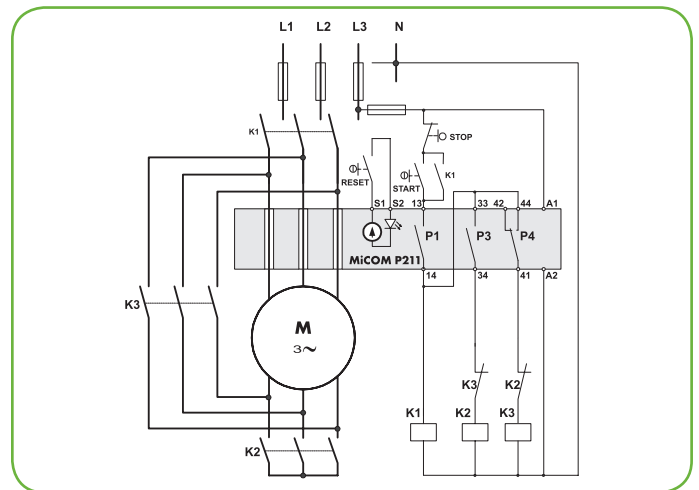 L1 L2 L3 N
K1
STOP
RESET
START
K1
S1 S2 13 33 42 44 A1
P1 P3 P4
MiCOM P211
14 34 41 A2
K3
M
3~
K3 K2
K1 K2 K3
K2